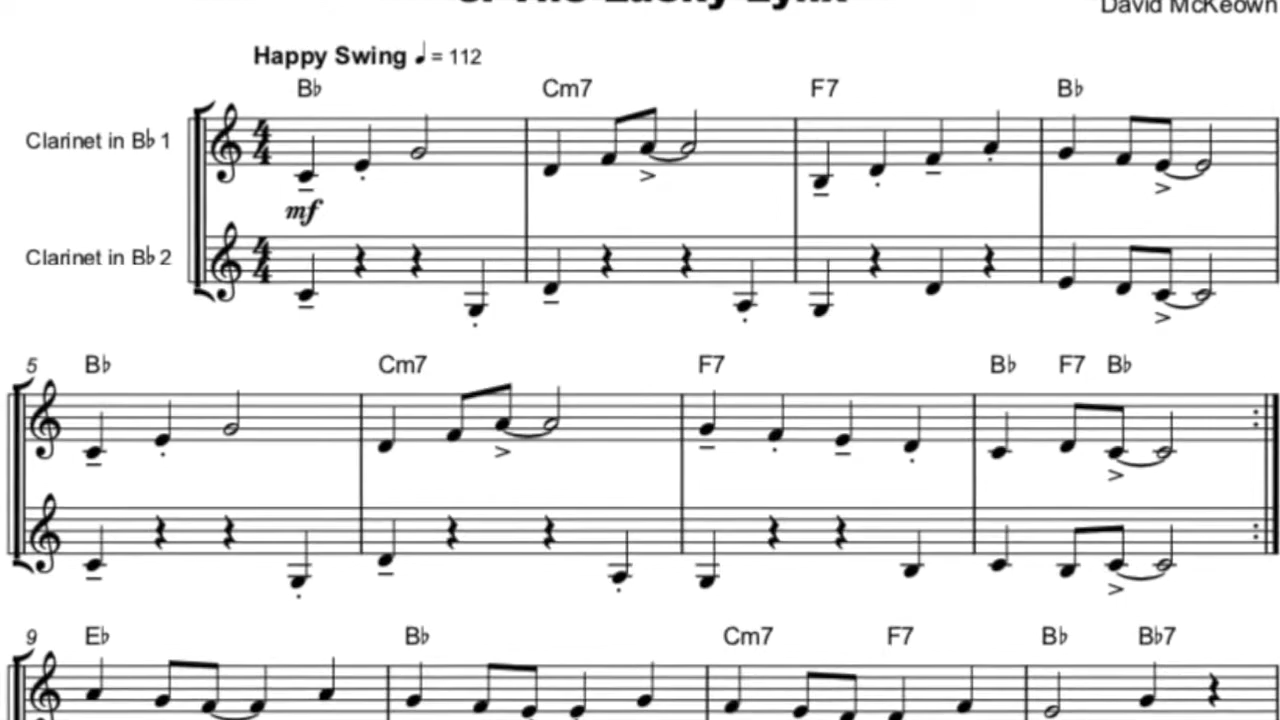 David McKeown
Happy Swing ♩ = 112
B♭ Cm7 F7 B♭
Clarinet in B♭ 1
mf
Clarinet in B♭ 2
5 B♭ Cm7 F7 B♭ F7 B♭
9 E♭ B♭ Cm7 F7 B♭ B♭7